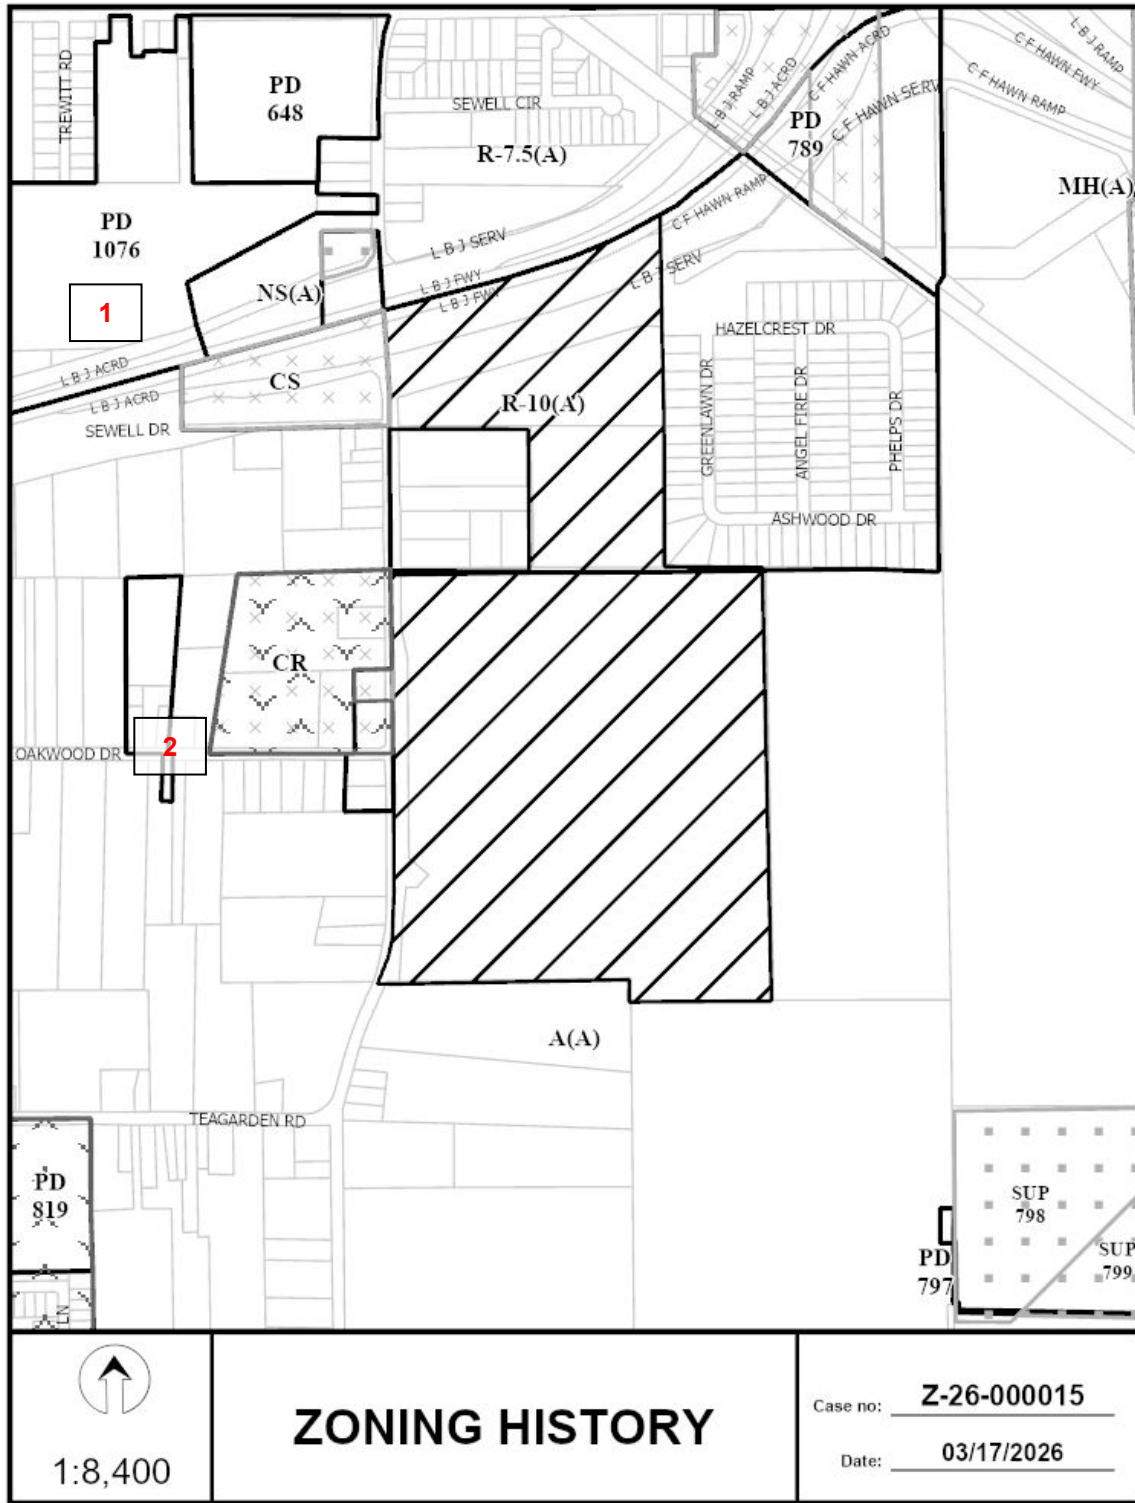 TREWITT RD
PD
648
SEWELL CIR
R-7.5(A)
L B J RAMP
L B J ACRD
C F HAWN ACRD
PD
789
C F HAWN SERV
C F HAWN FWY
L B J RAMP
C F HAWN RAMP
MH(A)
PD
1076
1
NS(A)
L B J SERV
L B J FWY
L B J FWY
C F HAWN RAMP
L B J SERV
L B J ACRD
L B J ACRD
SEWELL DR
CS
R-10(A)
HAZELCREST DR
GREENLAWN DR
ANGEL FIRE DR
PHELPS DR
ASHWOOD DR
CR
2
OAKWOOD DR
A(A)
TEAGARDEN RD
PD
819
LN
SUP
798
SUP
799
PD
797
1:8,400
ZONING HISTORY
Case no: Z-26-000015
Date: 03/17/2026